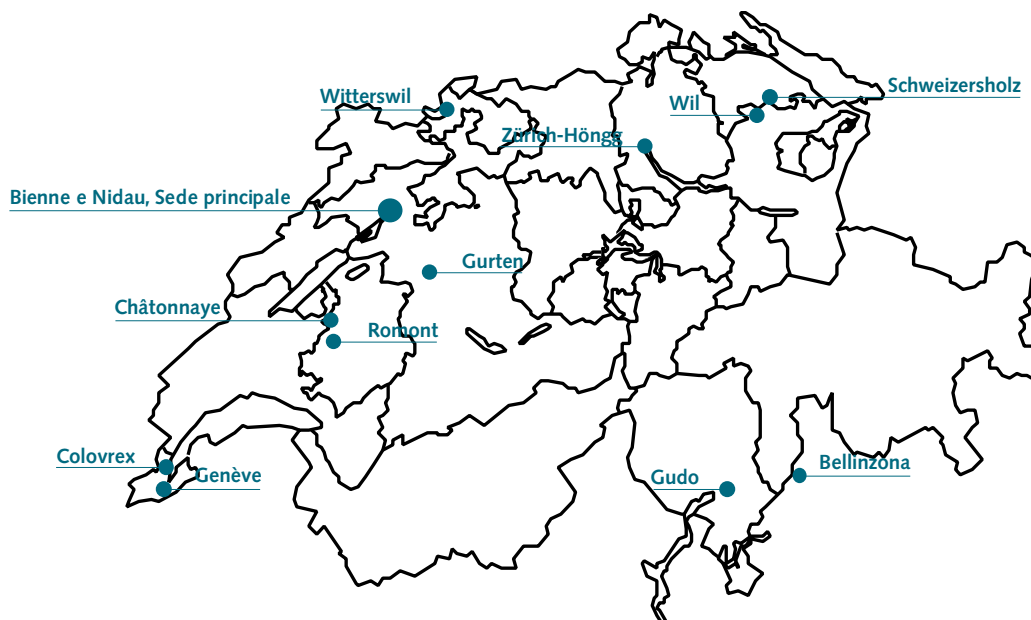 Schweizersholz
Witterswil
Wil
Zürich-Höngg
Bienne e Nidau, Sede principale
Gurten
Châtonnaye
Romont
Colovrex
Genève
Bellinzona
Gudo